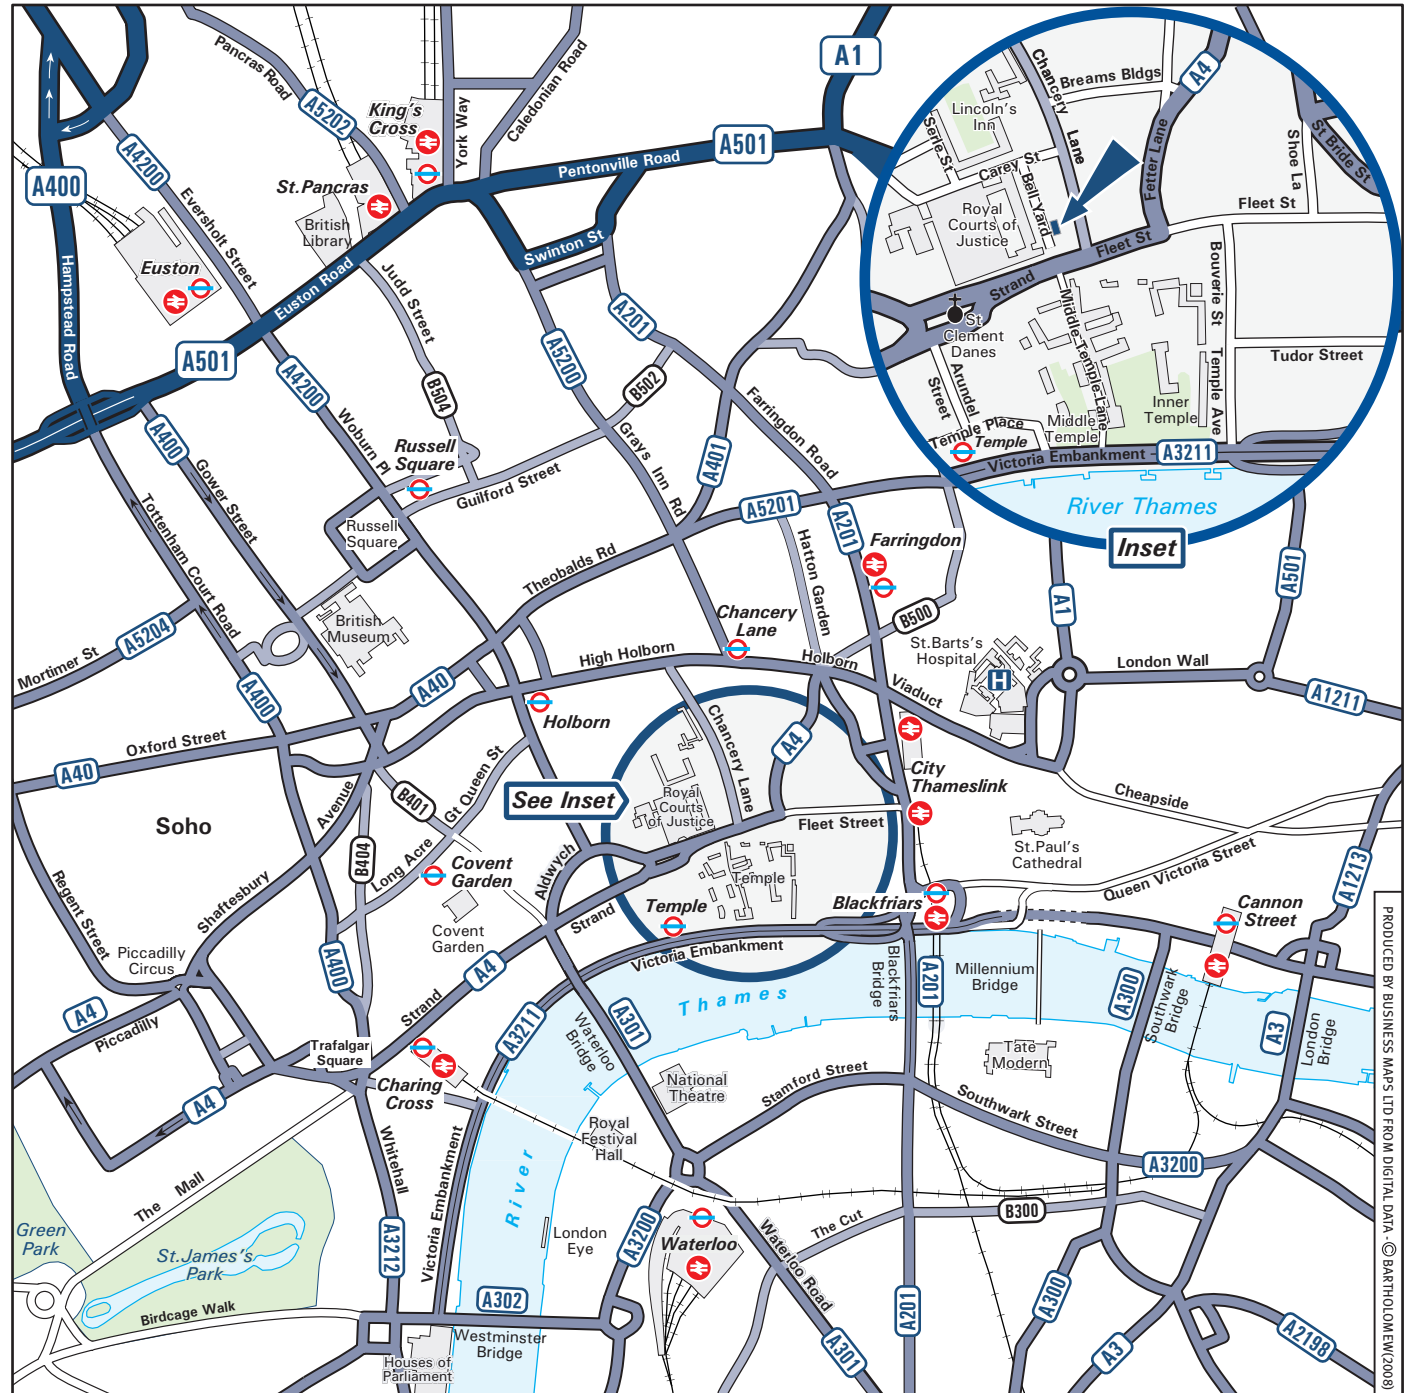 A1
Pancras Road
A5202
King's
Cross
York Way
Caledonian Road
A501
Pentonville Road
A4200
A400
Eversholt Street
St.Pancras
British
Library
Euston
Hampstead Road
Euston Road
Judd Street
Swinton St
A201
A501
A4200
A5200
B502
B504
Woburn Pl
Russell
Square
Guilford Street
Grays Inn Rd
A401
Farringdon Road
A400
Gower Street
Tottenham Court Road
Russell
Square
A5201
A201
Hatton Garden
Farringdon
Theobalds Rd
British
Museum
A5204
Mortimer St
Chancery
Lane
B500
St.Barts's
Hospital
H
A1
A501
London Wall
A1211
High Holborn
Holborn
Viaduct
A40
A400
Holborn
Oxford Street
A40
Chancery Lane
A4
City
Thameslink
Cheapside
B401
Gt Queen St
See Inset
Royal
Courts
of Justice
Fleet Street
St.Paul's
Cathedral
Soho
Avenue
Shaftesbury
B404
Long Acre
Covent
Garden
Aldwych
Temple
Queen Victoria Street
A1213
Regent Street
Covent
Garden
Strand
Temple
Victoria Embankment
Blackfriars
Cannon
Street
Piccadilly
Circus
A400
A4
Strand
A4
Piccadilly
A3211
Waterloo
Bridge
A301
Thames
Blackfriars
Bridge
A201
Millennium
Bridge
A300
Southwark
Bridge
A3
London
Bridge
Trafalgar
Square
Charing
Cross
National
Theatre
Stamford Street
Tate
Modern
Southwark Street
A4
Whitehall
Victoria Embankment
Royal
Festival
Hall
A3200
The Mall
Green
Park
St.James's
Park
River
London
Eye
A3200
Waterloo
The Cut
Waterloo Road
B300
A3212
A302
Birdcage Walk
Westminster
Bridge
Houses of
Parliament
A301
A201
A300
A3
A2198
Chancery
Lane
Breams Bldgs
A4
Lincoln's
Inn
Serle St
Carey St
Bell Yard
Fetter Lane
Shoe La
St Bride St
Royal
Courts of
Justice
Fleet St
Fleet St
Strand
St
Clement
Danes
Middle Temple Lane
Bouverie St
Temple Ave
Tudor Street
Arundel
Street
Temple Place
Temple
Middle
Temple
Inner
Temple
Victoria Embankment
A3211
River Thames
Inset
PRODUCED BY BUSINESS MAPS LTD FROM DIGITAL DATA - © BARTHOLOMEW(2008)